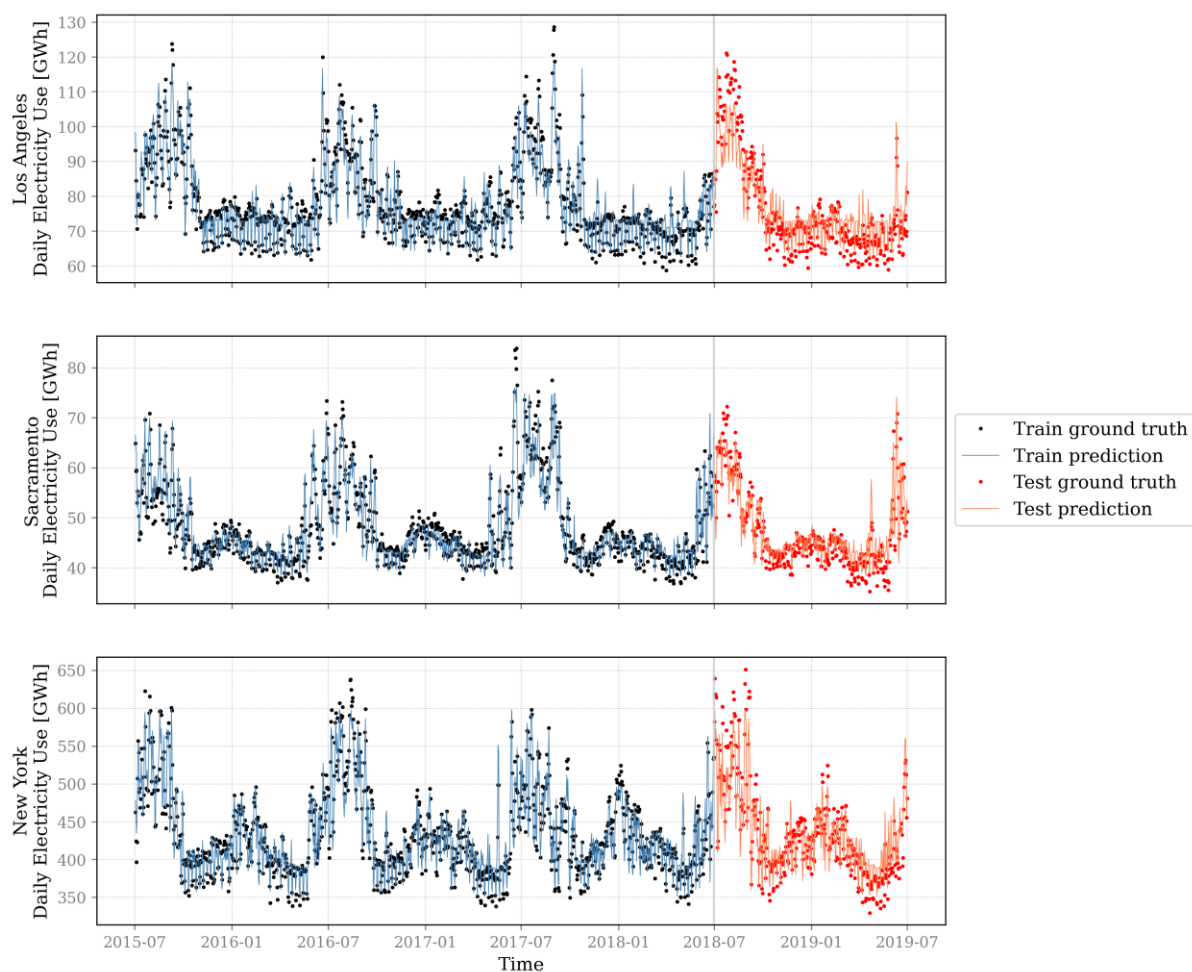 Los Angeles
Daily Electricity Use [GWh]
130
120
110
100
90
80
70
60
Sacramento
Daily Electricity Use [GWh]
80
70
60
50
40
Train ground truth
Train prediction
Test ground truth
Test prediction
New York
Daily Electricity Use [GWh]
650
600
550
500
450
400
350
2015-07 2016-01 2016-07 2017-01 2017-07 2018-01 2018-07 2019-01 2019-07
Time